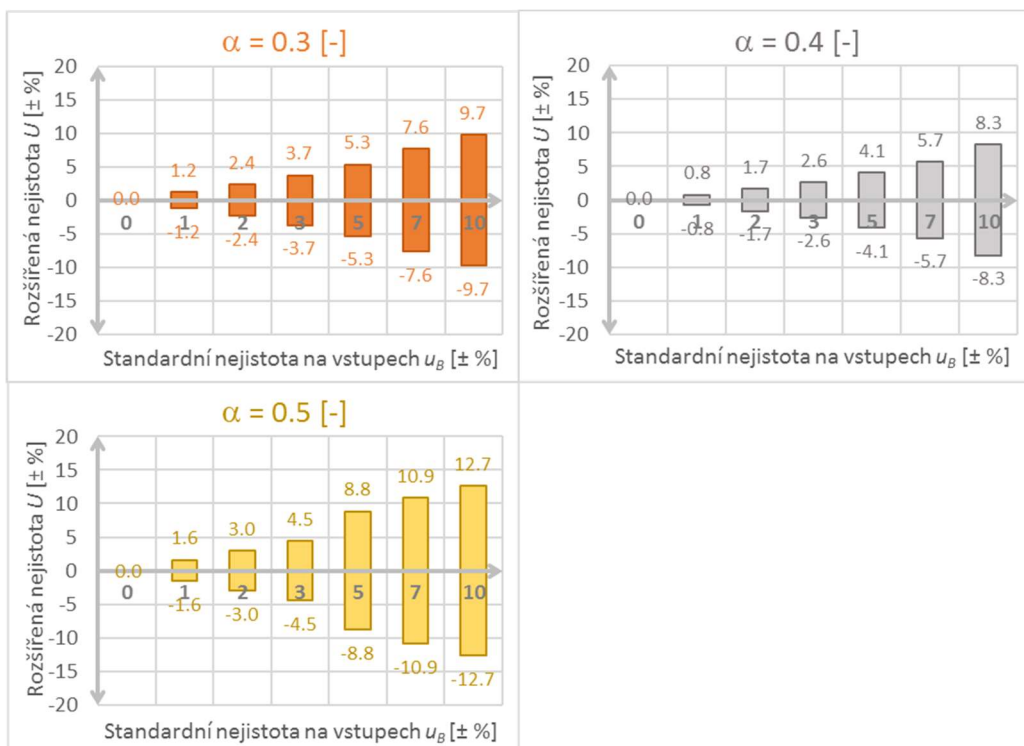 α = 0.3 [-]
Rozšířená nejistota U [± %]
20
15
10
5
0
-5
-10
-15
-20
0.0 1.2 2.4 3.7 5.3 7.6 9.7
0 1 2 3 5 7 10
-1.2 -2.4 -3.7 -5.3 -7.6 -9.7
Standardní nejistota na vstupech uB [± %]
α = 0.4 [-]
Rozšířená nejistota U [± %]
20
15
10
5
0
-5
-10
-15
-20
0.0 0.8 1.7 2.6 4.1 5.7 8.3
0 1 2 3 5 7 10
-0.8 -1.7 -2.6 -4.1 -5.7 -8.3
Standardní nejistota na vstupech uB [± %]
α = 0.5 [-]
Rozšířená nejistota U [± %]
20
15
10
5
0
-5
-10
-15
-20
0.0 1.6 3.0 4.5 8.8 10.9 12.7
0 1 2 3 5 7 10
-1.6 -3.0 -4.5 -8.8 -10.9 -12.7
Standardní nejistota na vstupech uB [± %]